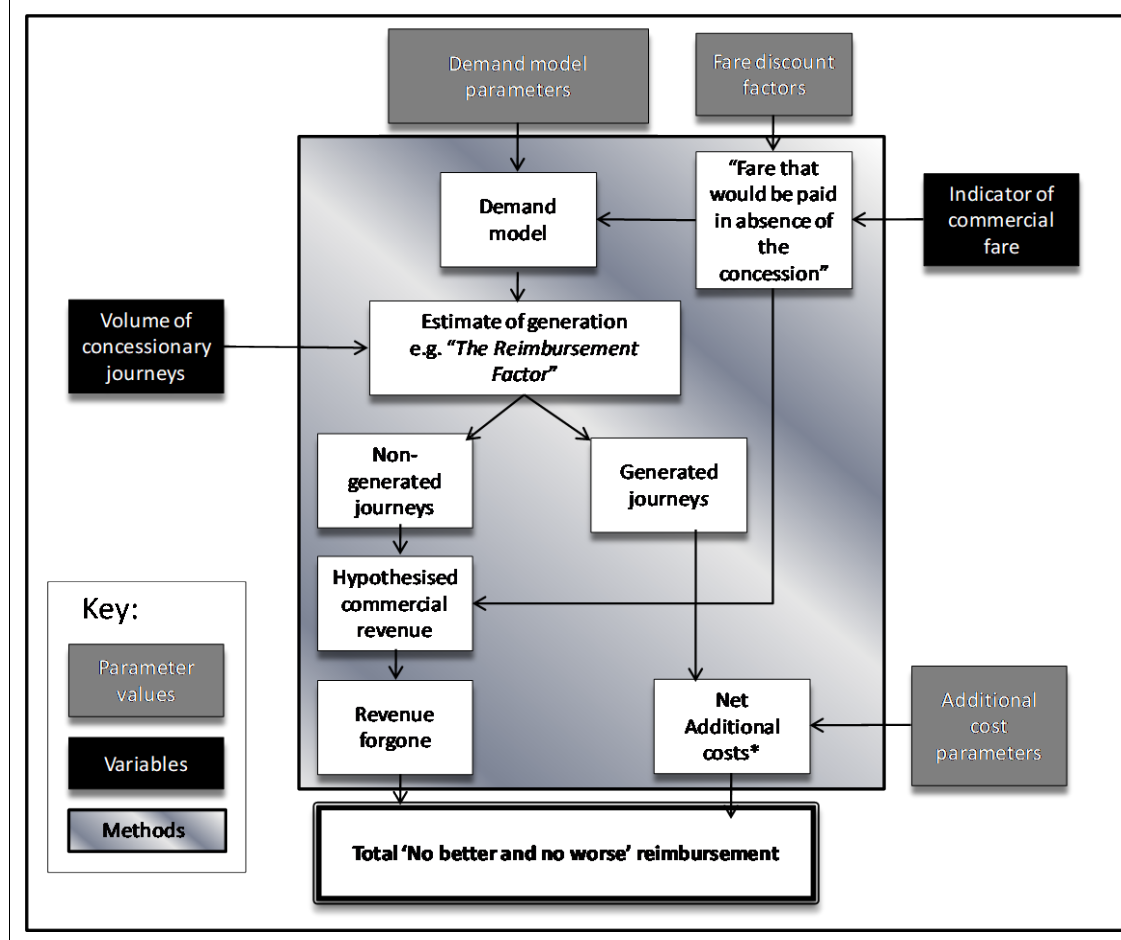 Demand model
parameters
Fare discount
factors
“Fare that
would be paid
in absence of
the
concession”
Demand
model
Indicator of
commercial
fare
Volume of
concessionary
journeys
Estimate of generation
e.g. “The Reimbursement
Factor”
Non-
generated
journeys
Generated
journeys
Hypothesised
commercial
revenue
Revenue
forgone
Net
Additional
costs*
Additional
cost
parameters
Total ‘No better and no worse’ reimbursement
Key:
Parameter
values
Variables
Methods